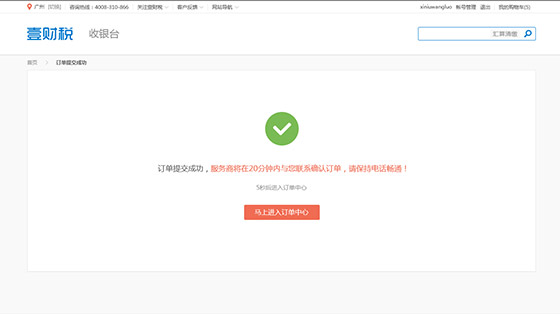 广州 [切换] 咨询热线：4008-310-866 关注壹财税 客户后援 网站导航 xiniuwangluo 帐号管理 退出 我的购物车(5)
壹财税 收银台 汇算清缴
首页 订单提交成功
订单提交成功，服务商将在20分钟内与您联系确认订单，请保持电话畅通！
5秒后进入订单中心
马上进入订单中心